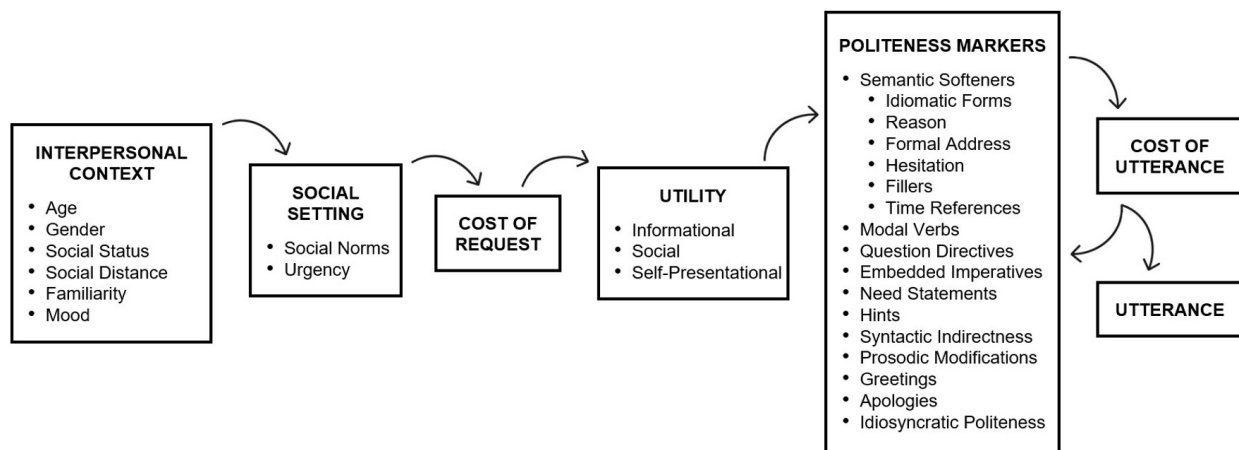 INTERPERSONAL
CONTEXT
• Age
• Gender
• Social Status
• Social Distance
• Familiarity
• Mood
SOCIAL
SETTING
• Social Norms
• Urgency
COST OF
REQUEST
UTILITY
• Informational
• Social
• Self-Presentational
POLITENESS MARKERS
• Semantic Softeners
• Idiomatic Forms
• Reason
• Formal Address
• Hesitation
• Fillers
• Time References
• Modal Verbs
• Question Directives
• Embedded Imperatives
• Need Statements
• Hints
• Syntactic Indirectness
• Prosodic Modifications
• Greetings
• Apologies
• Idiosyncratic Politeness
COST OF
UTTERANCE
UTTERANCE